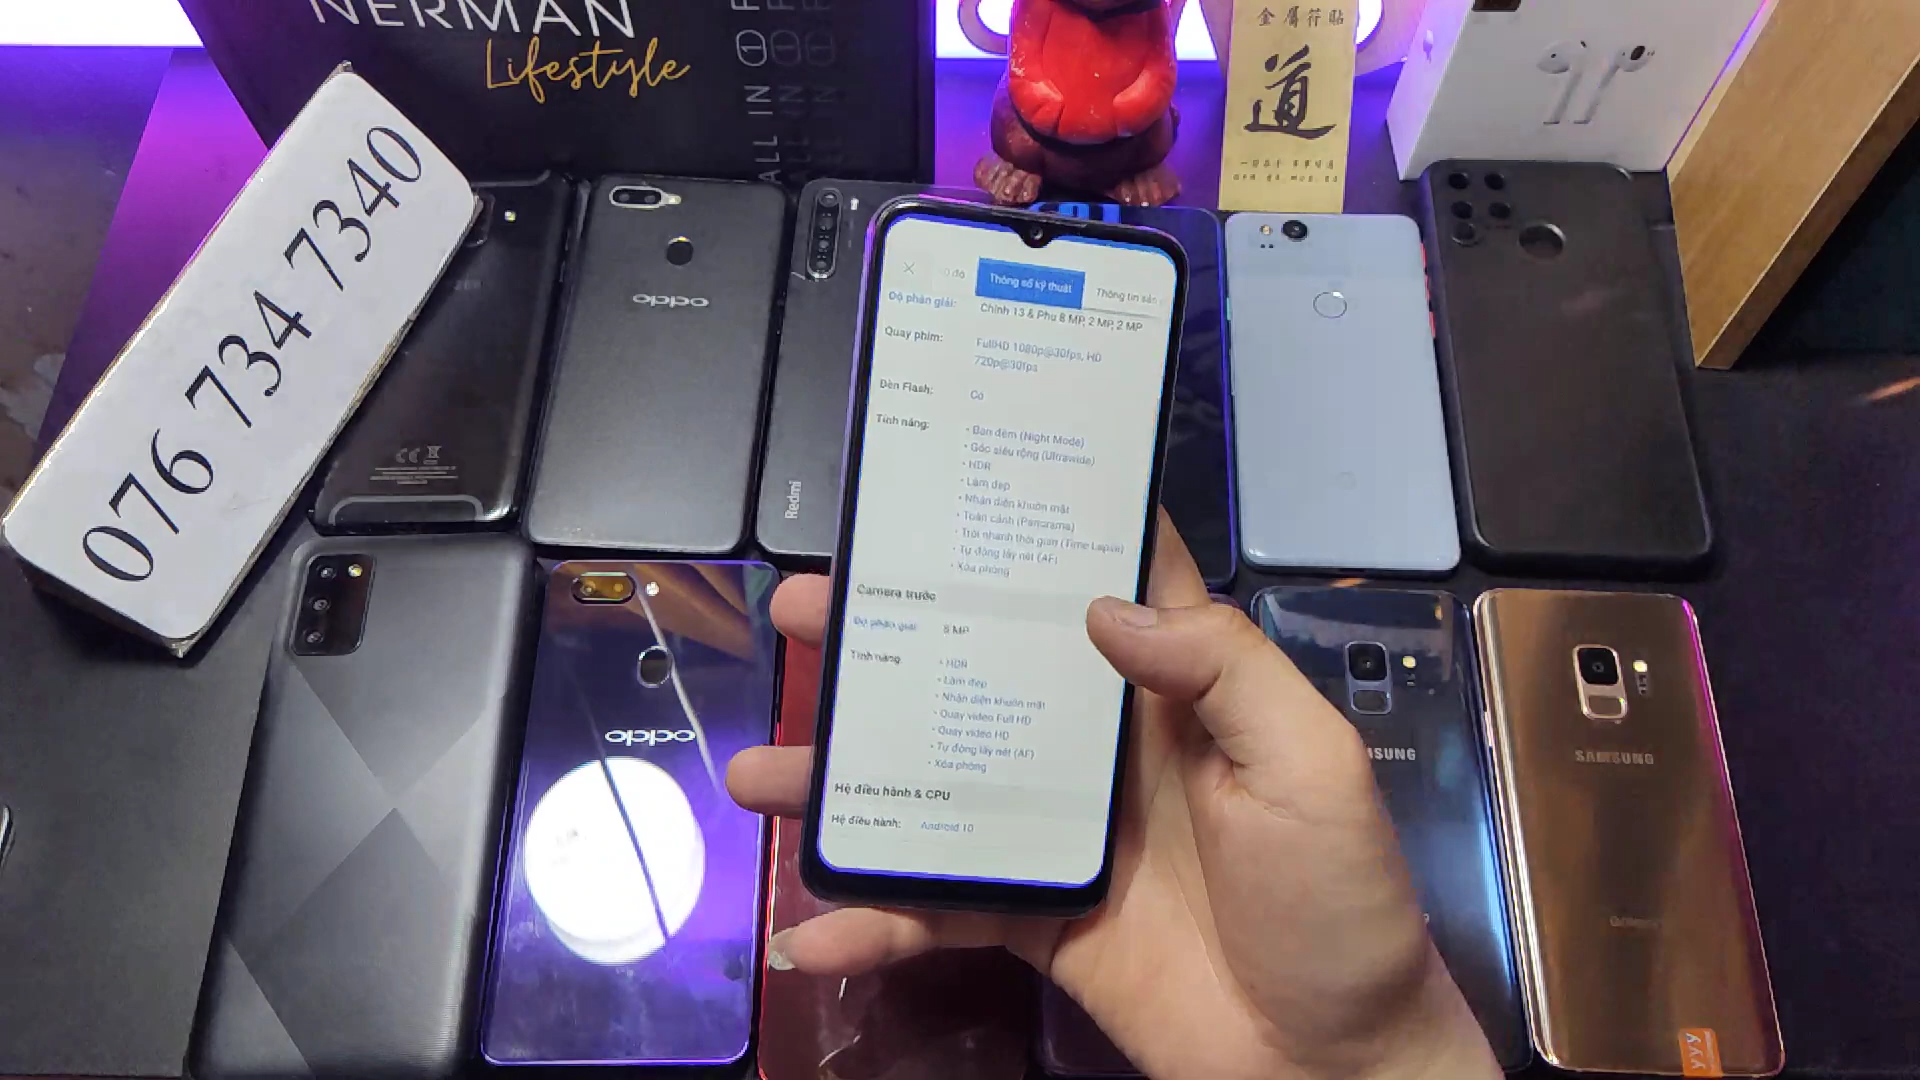 NERMAN
Lifestyle
ALL IN
金屬符貼
道
076 734 7340
oppo
Redmi
Thông số kỹ thuật
Độ phân giải:
Chính 13 & Phụ 8 MP, 2 MP, 2 MP
Quay phim:
FullHD 1080p@30fps, HD
720p@30fps
Đèn Flash:
Có
Tính năng:
• Ban đêm (Night Mode)
• Góc siêu rộng (Ultrawide)
• HDR
• Làm đẹp
• Nhận diện khuôn mặt
• Toàn cảnh (Panorama)
• Trôi nhanh thời gian (Time Lapse)
• Tự động lấy nét (AF)
• Xóa phông
Camera trước
Độ phân giải:
8 MP
Tính năng:
• HDR
• Làm đẹp
• Nhận diện khuôn mặt
• Quay video Full HD
• Quay video HD
• Tự động lấy nét (AF)
• Xóa phông
Hệ điều hành & CPU
Hệ điều hành:
Android 10
oppo
SAMSUNG
YYY